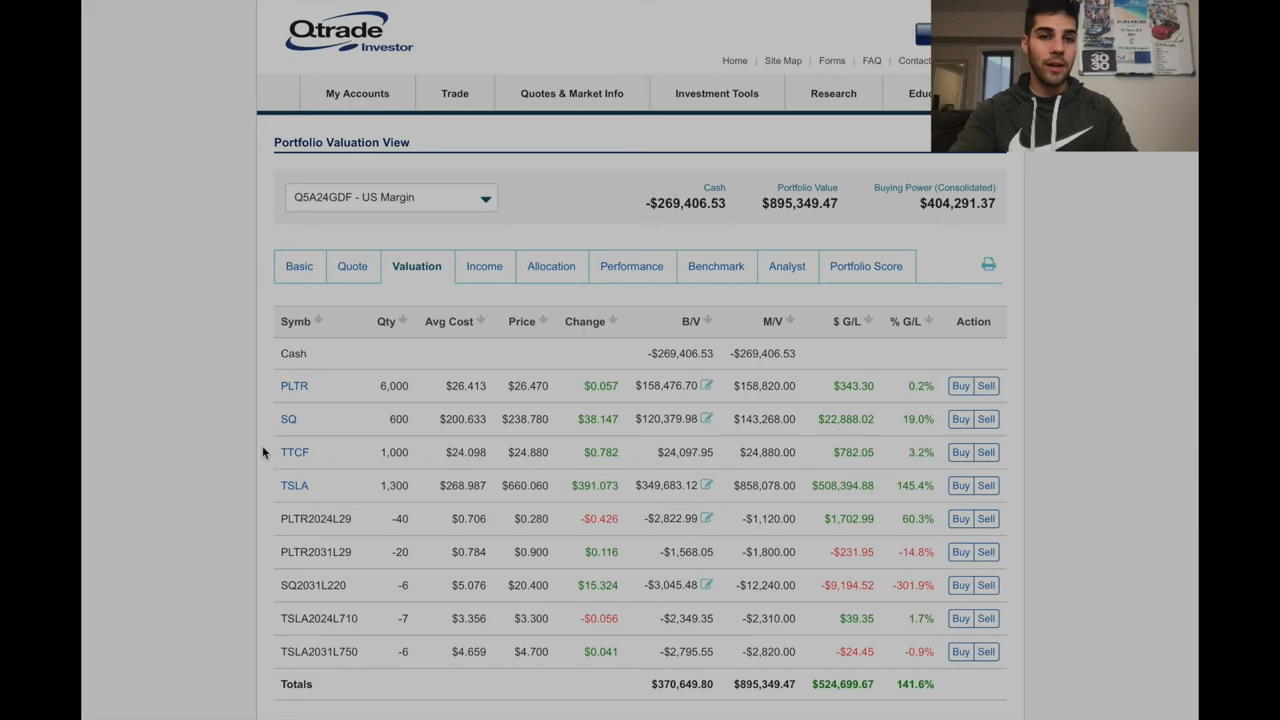 Qtrade
Investor
Home | Site Map | Forms | FAQ | Contact
My Accounts Trade Quotes & Market Info Investment Tools Research Educ
Portfolio Valuation View
Cash Portfolio Value Buying Power (Consolidated)
Q5A24GDF - US Margin -$269,406.53 $895,349.47 $404,291.37
Basic Quote Valuation Income Allocation Performance Benchmark Analyst Portfolio Score
Symb Qty Avg Cost Price Change B/V M/V $ G/L % G/L Action
Cash -$269,406.53 -$269,406.53
PLTR 6,000 $26.413 $26.470 $0.057 $158,476.70 $158,820.00 $343.30 0.2% Buy Sell
SQ 600 $200.633 $238.780 $38.147 $120,379.98 $143,268.00 $22,888.02 19.0% Buy Sell
TTCF 1,000 $24.098 $24.880 $0.782 $24,097.95 $24,880.00 $782.05 3.2% Buy Sell
TSLA 1,300 $268.987 $660.060 $391.073 $349,683.12 $858,078.00 $508,394.88 145.4% Buy Sell
PLTR2024L29 -40 $0.706 $0.280 -$0.426 -$2,822.99 -$1,120.00 $1,702.99 60.3% Buy Sell
PLTR2031L29 -20 $0.784 $0.900 $0.116 -$1,568.05 -$1,800.00 -$231.95 -14.8% Buy Sell
SQ2031L220 -6 $5.076 $20.400 $15.324 -$3,045.48 -$12,240.00 -$9,194.52 -301.9% Buy Sell
TSLA2024L710 -7 $3.356 $3.300 -$0.056 -$2,349.35 -$2,310.00 $39.35 1.7% Buy Sell
TSLA2031L750 -6 $4.659 $4.700 $0.041 -$2,795.55 -$2,820.00 -$24.45 -0.9% Buy Sell
Totals $370,649.80 $895,349.47 $524,699.67 141.6%
30
30